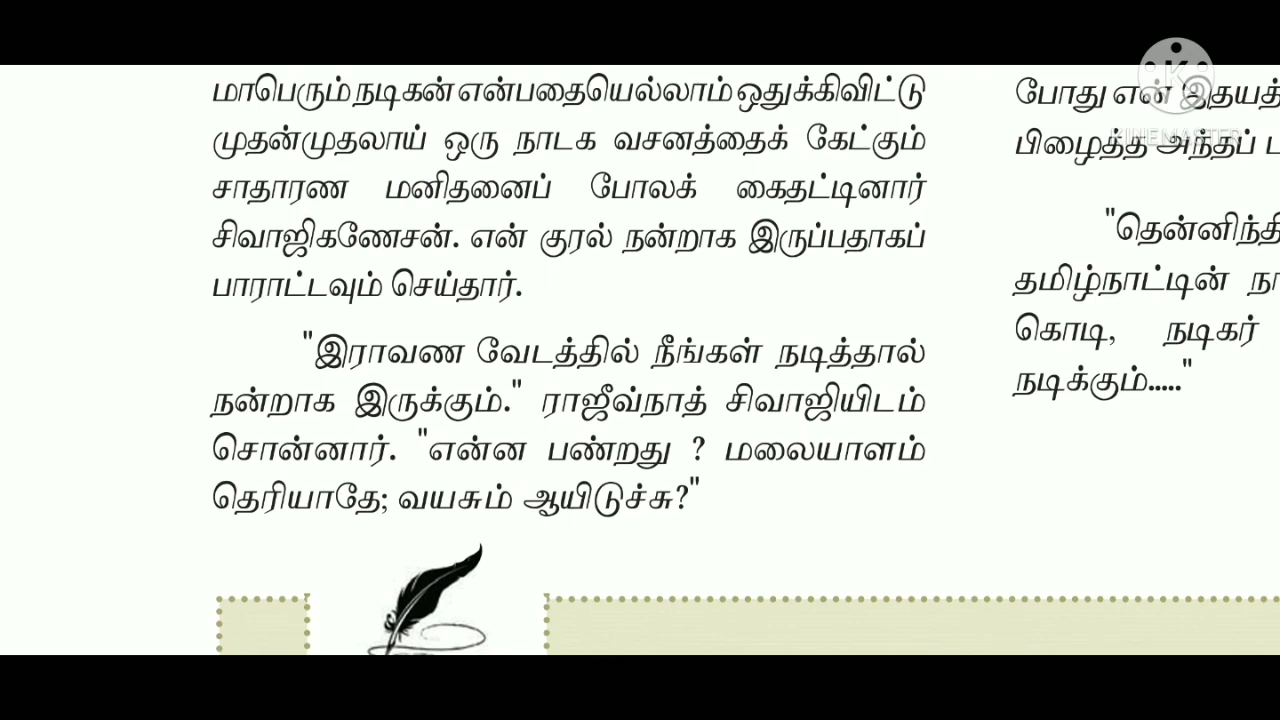 மாபெரும் நடிகன் என்பதையெல்லாம் ஒதுக்கிவிட்டு
முதன்முதலாய் ஒரு நாடக வசனத்தைக் கேட்கும்
சாதாரண மனிதனைப் போலக் கைதட்டினார்
சிவாஜிகணேசன். என் குரல் நன்றாக இருப்பதாகப்
பாராட்டவும் செய்தார்.
"இராவண வேடத்தில் நீங்கள் நடித்தால்
நன்றாக இருக்கும்." ராஜீவ்நாத் சிவாஜியிடம்
சொன்னார். "என்ன பண்றது ? மலையாளம்
தெரியாதே; வயசும் ஆயிடுச்சு?"
போது என் இதயத்
பிழைத்த அந்தப்
"தென்னிந்தி
தமிழ்நாட்டின் நா
கொடி, நடிகர்
நடிக்கும்....."
KINEMASTER